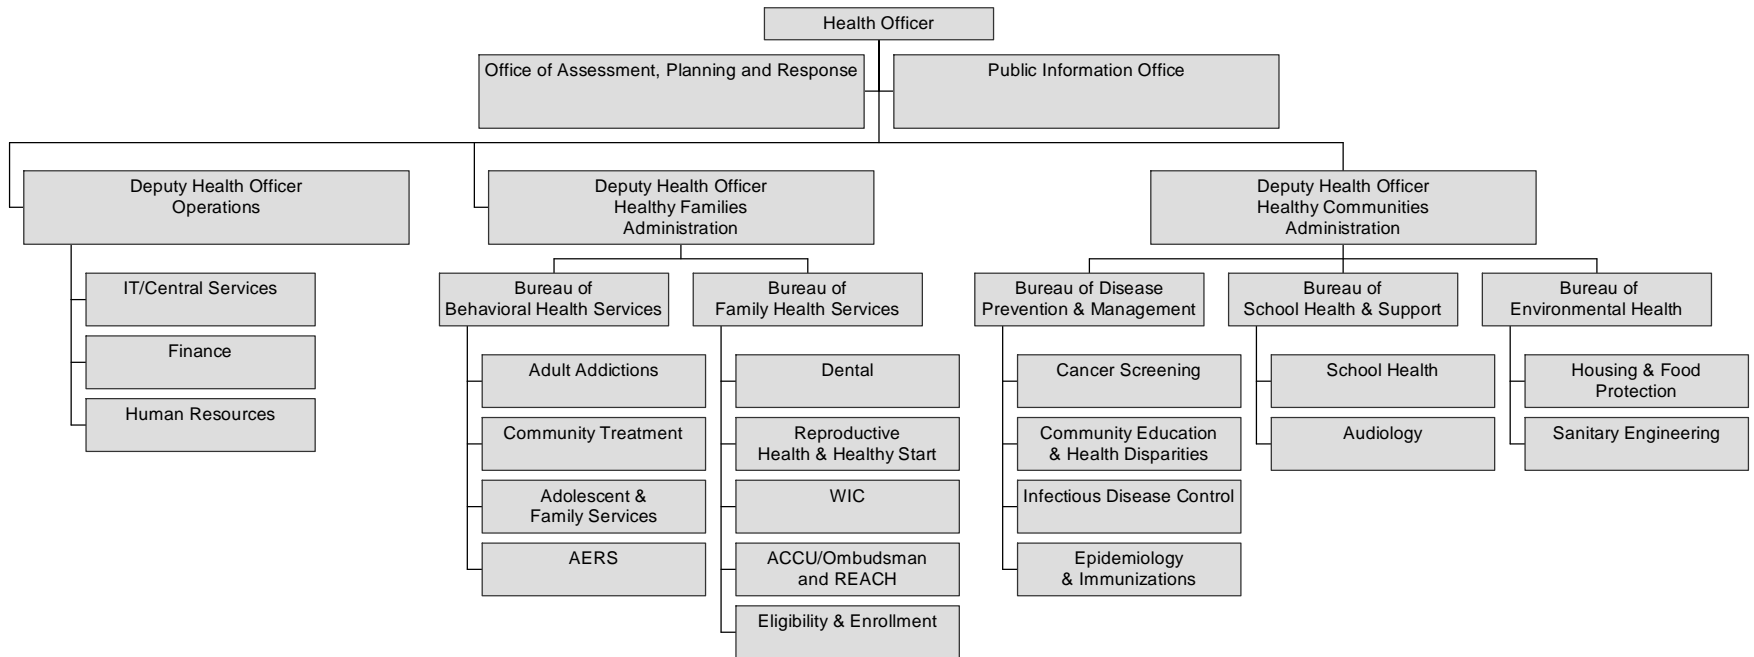 Health Officer
Office of Assessment, Planning and Response
Public Information Office
Deputy Health Officer
Operations
Deputy Health Officer
Healthy Families
Administration
Deputy Health Officer
Healthy Communities
Administration
IT/Central Services
Finance
Human Resources
Bureau of
Behavioral Health Services
Adult Addictions
Community Treatment
Adolescent &
Family Services
AERS
Bureau of
Family Health Services
Dental
Reproductive
Health & Healthy Start
WIC
ACCU/Ombudsman
and REACH
Eligibility & Enrollment
Bureau of Disease
Prevention & Management
Cancer Screening
Community Education
& Health Disparities
Infectious Disease Control
Epidemiology
& Immunizations
Bureau of
School Health & Support
School Health
Audiology
Bureau of
Environmental Health
Housing & Food
Protection
Sanitary Engineering